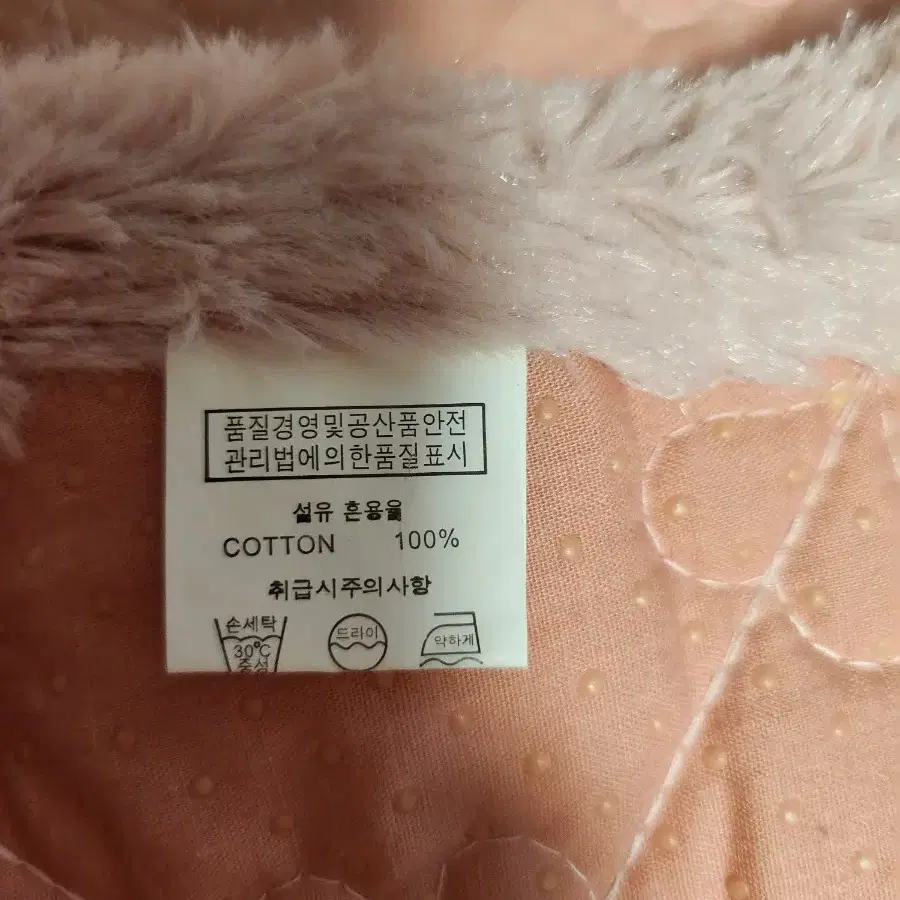 품질경영및공산품안전
관리법에의한품질표시
섬유 혼용율
COTTON 100%
취급시주의사항
손세탁 드라이 약하게
30℃
중성